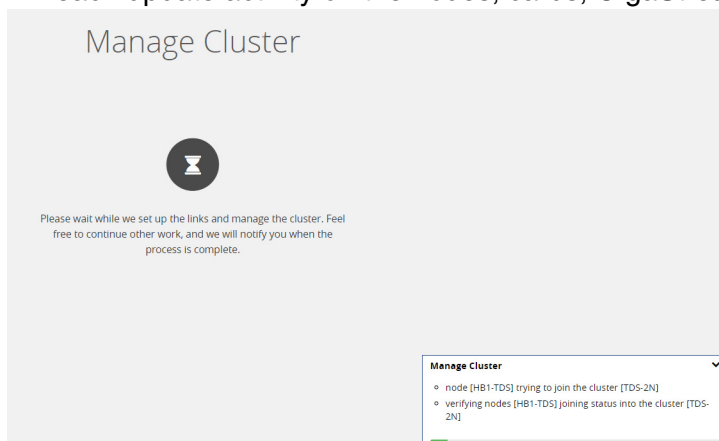 Manage Cluster
Please wait while we set up the links and manage the cluster. Feel
free to continue other work, and we will notify you when the
process is complete.
Manage Cluster
node [HB1-TDS] trying to join the cluster [TDS-2N]
verifying nodes [HB1-TDS] joining status into the cluster [TDS-
2N]